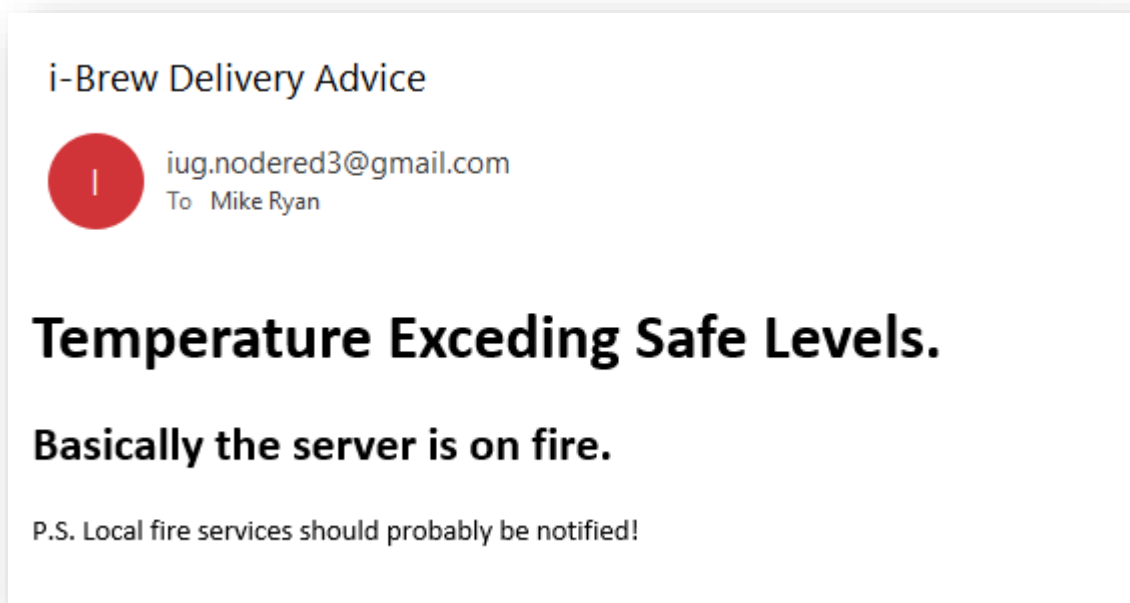 i-Brew Delivery Advice
I
iug.nodered3@gmail.com
To Mike Ryan
Temperature Exceding Safe Levels.
Basically the server is on fire.
P.S. Local fire services should probably be notified!